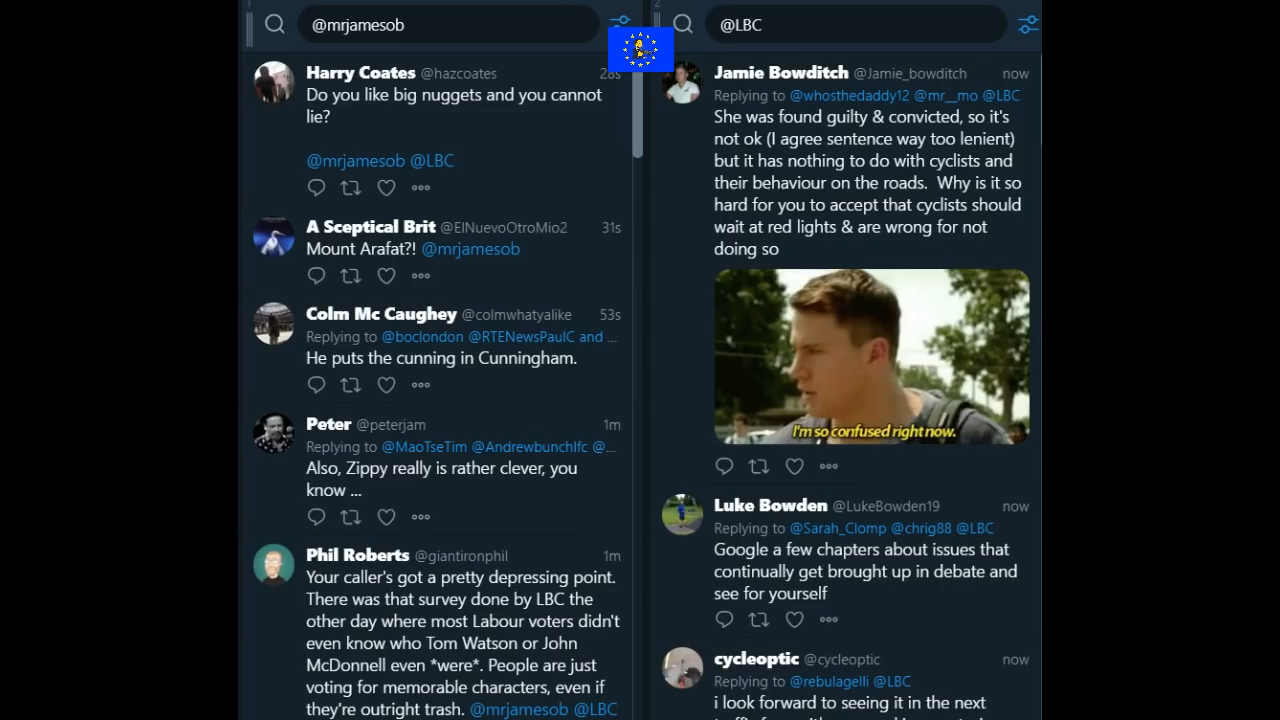 @mrjamesob
Harry Coates @hazcoates 28s
Do you like big nuggets and you cannot
lie?
@mrjamesob @LBC
A Sceptical Brit @ElNuevoOtroMio2 31s
Mount Arafat?! @mrjamesob
Colm Mc Caughey @colmwhatyalike 53s
Replying to @boclondon @RTENewsPaulC and ...
He puts the cunning in Cunningham.
Peter @peterjam 1m
Replying to @MaoTseTim @Andrewbunchlfc @...
Also, Zippy really is rather clever, you
know ...
Phil Roberts @giantironphil 1m
Your caller's got a pretty depressing point.
There was that survey done by LBC the
other day where most Labour voters didn't
even know who Tom Watson or John
McDonnell even *were*. People are just
voting for memorable characters, even if
they're outright trash. @mrjamesob @LBC
2
@LBC
Jamie Bowditch @Jamie_bowditch now
Replying to @whosthedaddy12 @mr__mo @LBC
She was found guilty & convicted, so it's
not ok (I agree sentence way too lenient)
but it has nothing to do with cyclists and
their behaviour on the roads. Why is it so
hard for you to accept that cyclists should
wait at red lights & are wrong for not
doing so
I'm so confused right now.
Luke Bowden @LukeBowden19 now
Replying to @Sarah_Clomp @chrig88 @LBC
Google a few chapters about issues that
continually get brought up in debate and
see for yourself
cycleoptic @cycleoptic now
Replying to @rebulagelli @LBC
i look forward to seeing it in the next